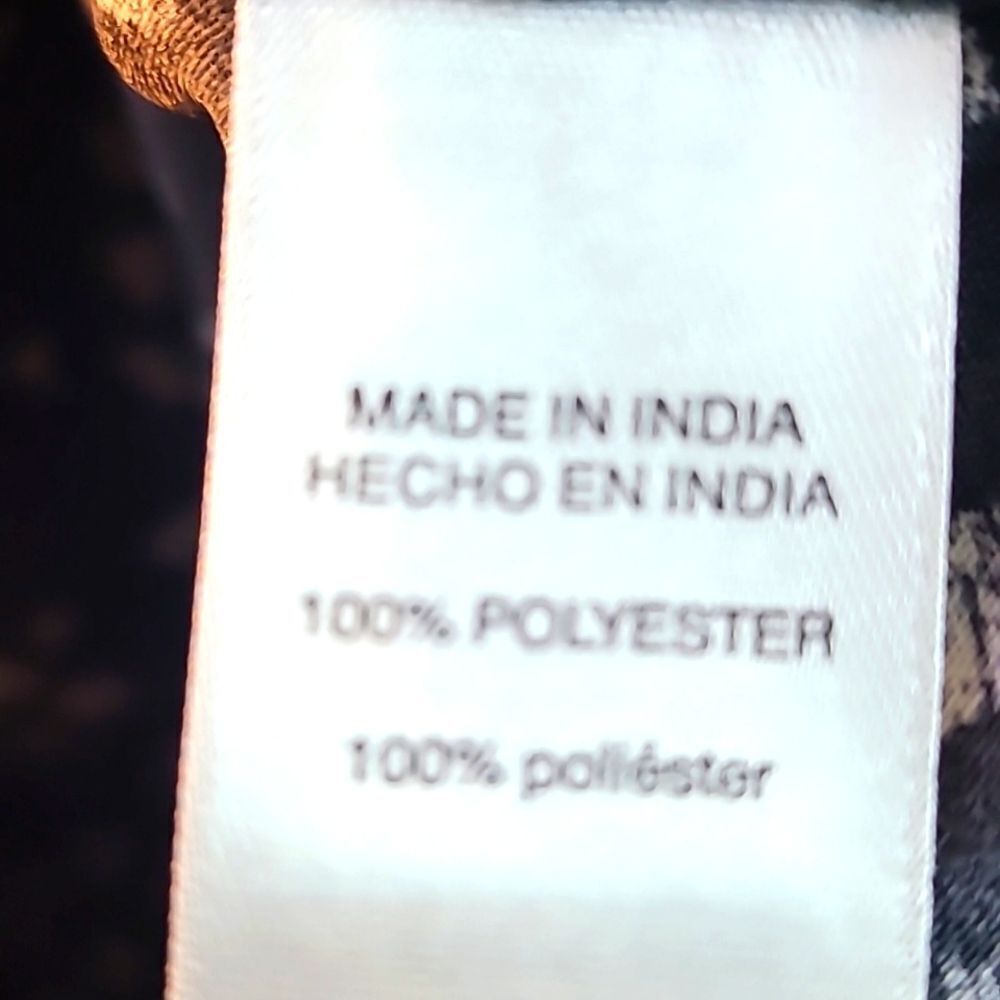 MADE IN INDIA
HECHO EN INDIA
100% POLYESTER
100% poliéster